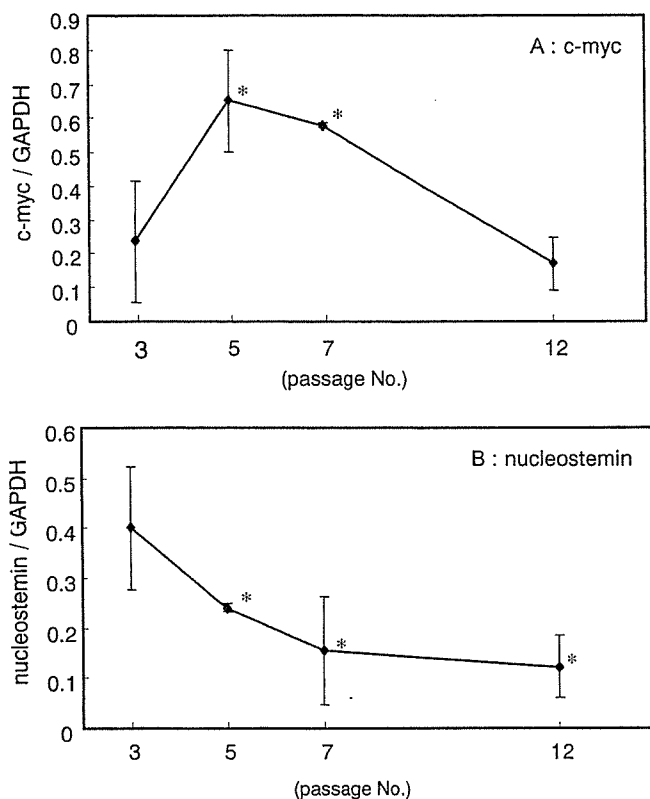 0.9
A : c-myc
0.8
0.7
*
*
0.6
0.5
0.4
0.3
0.2
0.1
0
c-myc / GAPDH
3 5 7 12
(passage No.)
0.6
B : nucleostemin
0.5
0.4
0.3
*
0.2
*
*
0.1
0
nucleostemin / GAPDH
3 5 7 12
(passage No.)